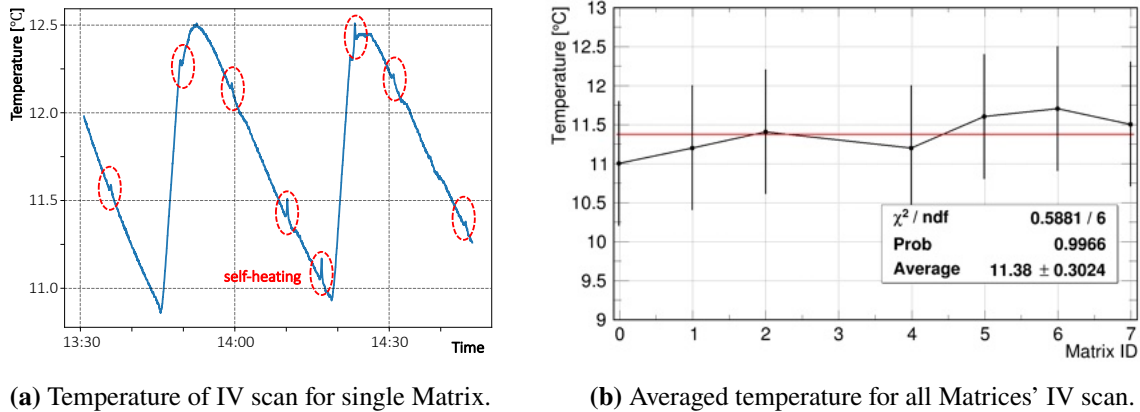 Temperature [°C]
12.5
12.0
11.5
11.0
self-heating
13:30
14:00
14:30
Time
Temperature [°C]
13
12.5
12
11.5
11
10.5
10
9.5
9
χ² / ndf 0.5881 / 6
Prob 0.9966
Average 11.38 ± 0.3024
0 1 2 3 4 5 6 7
Matrix ID
(a) Temperature of IV scan for single Matrix.
(b) Averaged temperature for all Matrices' IV scan.